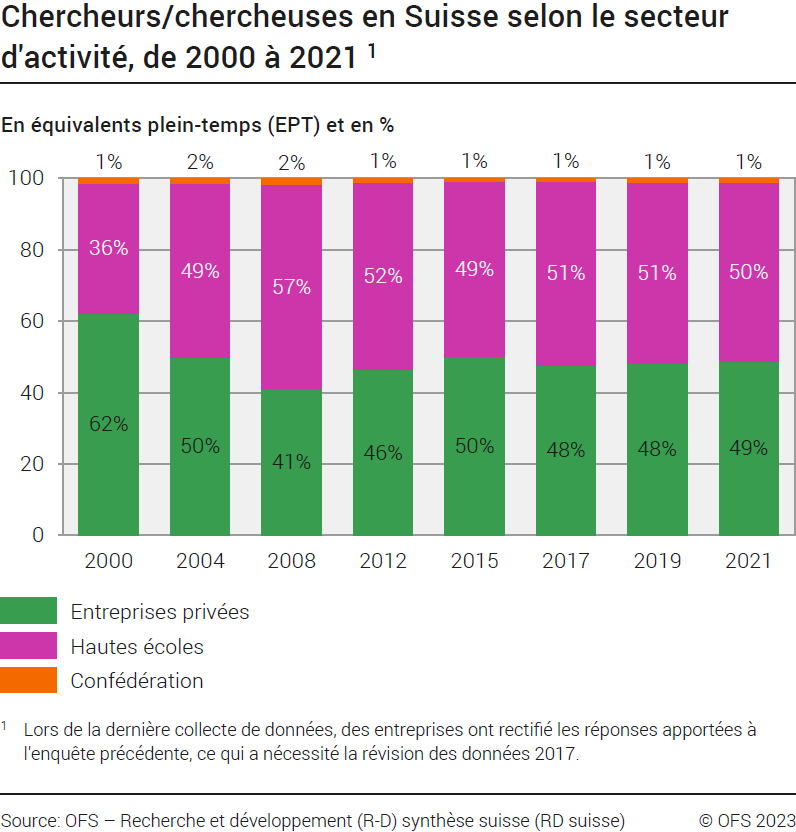 Chercheurs/chercheuses en Suisse selon le secteur
d'activité, de 2000 à 2021 ¹
En équivalents plein-temps (EPT) et en %
1% 2% 2% 1% 1% 1% 1% 1%
100
80
60
40
20
0
36% 49% 57% 52% 49% 51% 51% 50%
62% 50% 41% 46% 50% 48% 48% 49%
2000 2004 2008 2012 2015 2017 2019 2021
Entreprises privées
Hautes écoles
Confédération
¹ Lors de la dernière collecte de données, des entreprises ont rectifié les réponses apportées à
l'enquête précédente, ce qui a nécessité la révision des données 2017.
Source: OFS – Recherche et développement (R-D) synthèse suisse (RD suisse) © OFS 2023